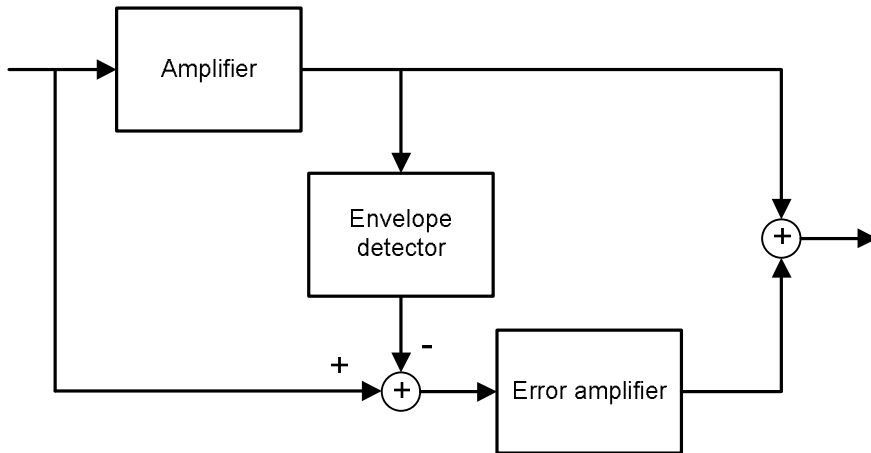 Amplifier
Envelope
detector
+
-
+
+
Error amplifier